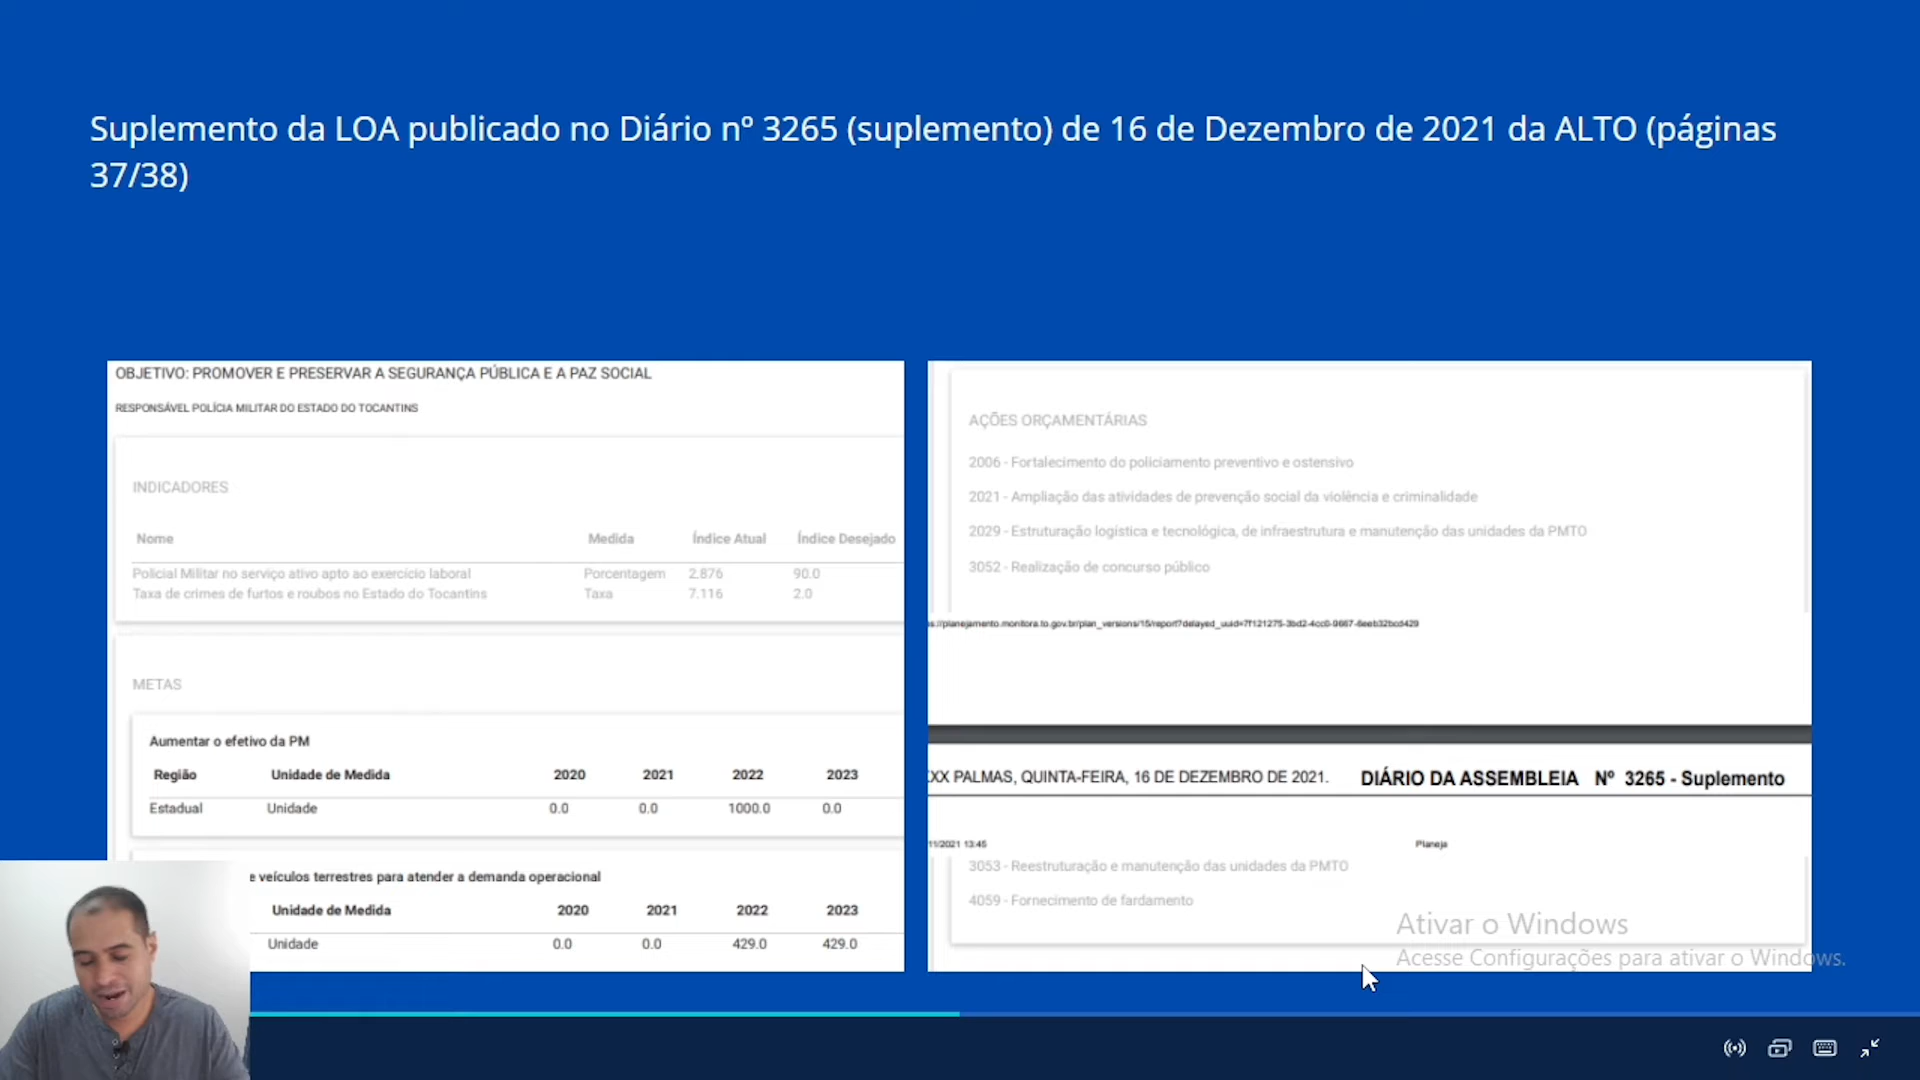 Suplemento da LOA publicado no Diário nº 3265 (suplemento) de 16 de Dezembro de 2021 da ALTO (páginas
37/38)
OBJETIVO: PROMOVER E PRESERVAR A SEGURANÇA PÚBLICA E A PAZ SOCIAL
RESPONSÁVEL POLÍCIA MILITAR DO ESTADO DO TOCANTINS
INDICADORES
Nome Medida Índice Atual Índice Desejado
Policial Militar no serviço ativo apto ao exercício laboral Porcentagem 2.876 90.0
Taxa de crimes de furtos e roubos no Estado do Tocantins Taxa 7.116 2.0
METAS
Aumentar o efetivo da PM
Região Unidade de Medida 2020 2021 2022 2023
Estadual Unidade 0.0 0.0 1000.0 0.0
e veículos terrestres para atender a demanda operacional
Unidade de Medida 2020 2021 2022 2023
Unidade 0.0 0.0 429.0 429.0
AÇÕES ORÇAMENTÁRIAS
2006 - Fortalecimento do policiamento preventivo e ostensivo
2021 - Ampliação das atividades de prevenção social da violência e criminalidade
2029 - Estruturação logística e tecnológica, de infraestrutura e manutenção das unidades da PMTO
3052 - Realização de concurso público
XX PALMAS, QUINTA-FEIRA, 16 DE DEZEMBRO DE 2021. DIÁRIO DA ASSEMBLEIA Nº 3265 - Suplemento
11/2021 13:45 Planeja
3053 - Reestruturação e manutenção das unidades da PMTO
4059 - Fornecimento de fardamento
Ativar o Windows
Acesse Configurações para ativar o Windows.